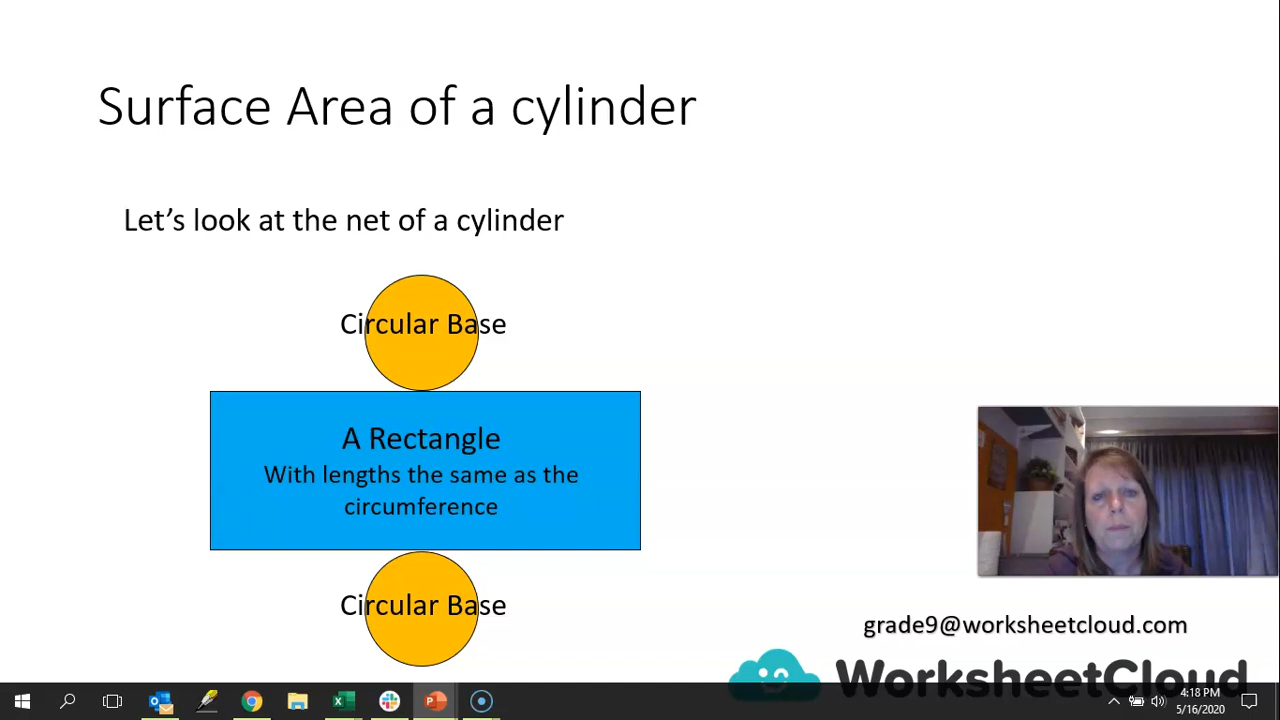 Surface Area of a cylinder
Let's look at the net of a cylinder
Circular Base
A Rectangle
With lengths the same as the
circumference
Circular Base
grade9@worksheetcloud.com
WorksheetCloud
4:18 PM
5/16/2020